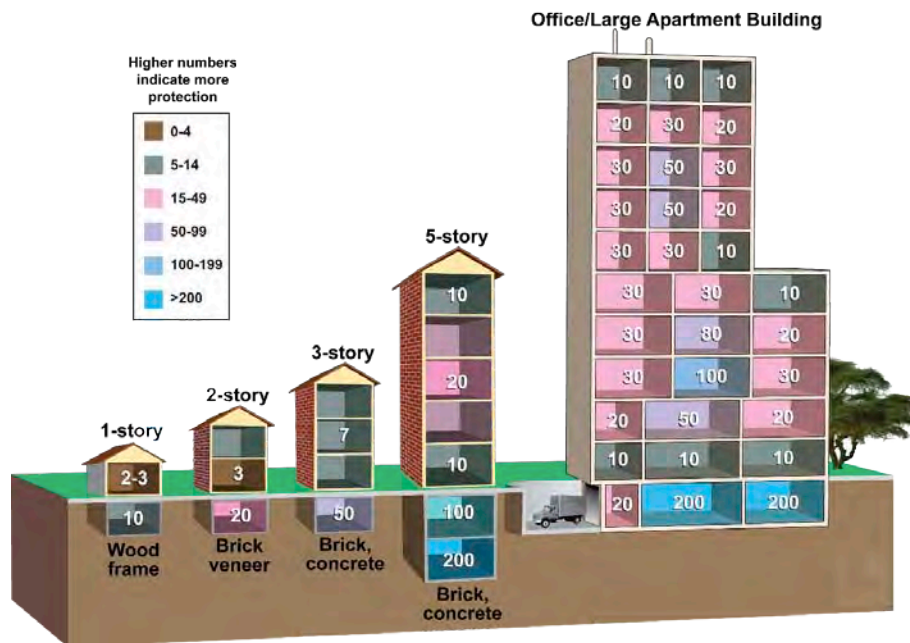 Office/Large Apartment Building
Higher numbers
indicate more
protection
0-4
5-14
15-49
50-99
100-199
>200
10 10 10
20 30 20
30 50 30
30 50 20
30 30 10
30 30 10
30 80 20
30 100 30
20 50 20
10 10 10
20 200 200
5-story
10
20
10
100
200
Brick,
concrete
3-story
7
50
Brick,
concrete
2-story
3
20
Brick
veneer
1-story
2-3
10
Wood
frame